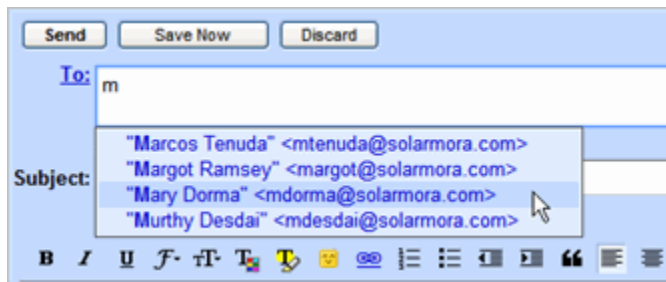 Send Save Now Discard
To: m
"Marcos Tenuda" <mtenuda@solarmora.com>
"Margot Ramsey" <margot@solarmora.com>
Subject:
"Mary Dorma" <mdorma@solarmora.com>
"Murthy Desdai" <mdesdai@solarmora.com>
B I U F TT T T